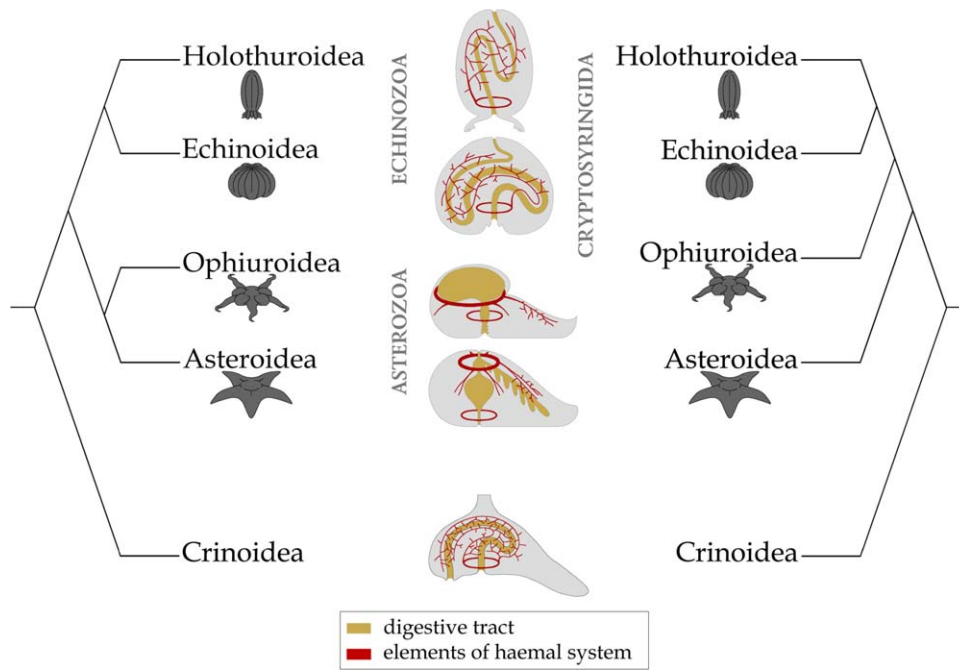 Holothuroidea
Echinoidea
Ophiuroidea
Asteroidea
Crinoidea
ECHINOZOA
ASTEROZOA
CRYPTOSYRINGIDA
Holothuroidea
Echinoidea
Ophiuroidea
Asteroidea
Crinoidea
digestive tract
elements of haemal system